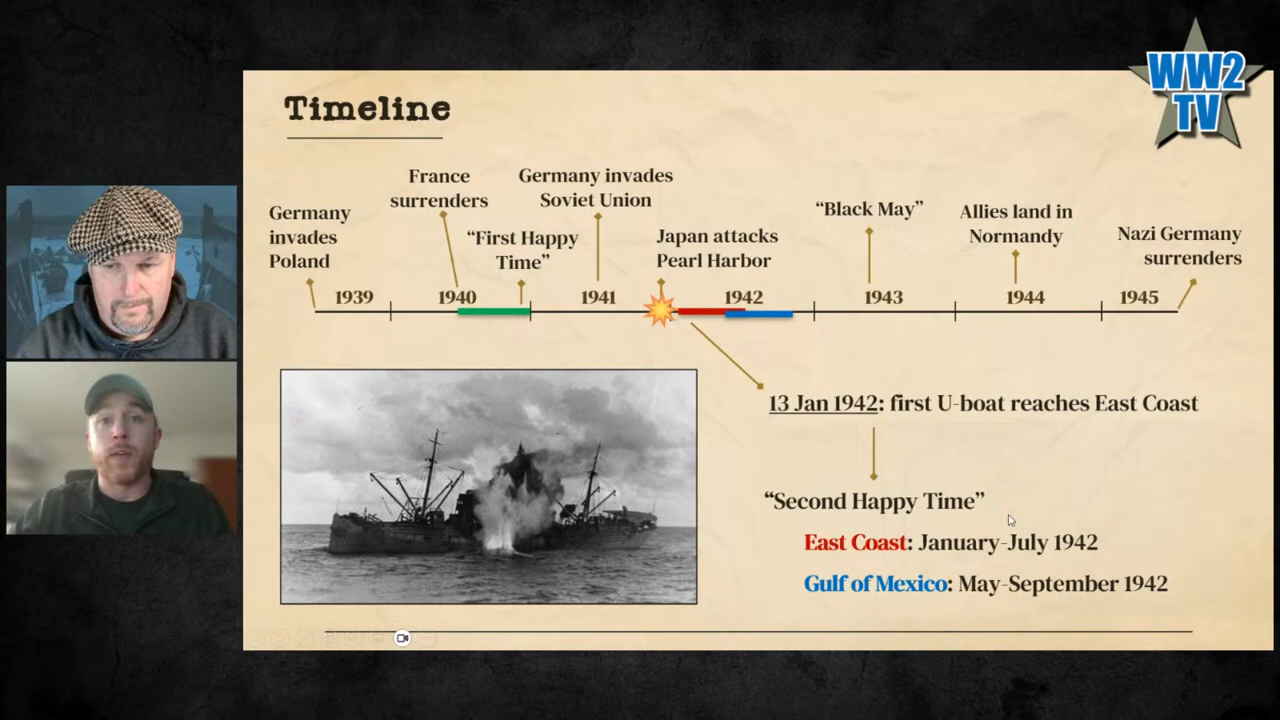 WW2
TV
Timeline
France
surrenders
Germany invades
Soviet Union
Germany
invades
Poland
“First Happy
Time”
Japan attacks
Pearl Harbor
“Black May”
Allies land in
Normandy
Nazi Germany
surrenders
1939 1940 1941 1942 1943 1944 1945
13 Jan 1942: first U-boat reaches East Coast
“Second Happy Time”
East Coast: January-July 1942
Gulf of Mexico: May-September 1942